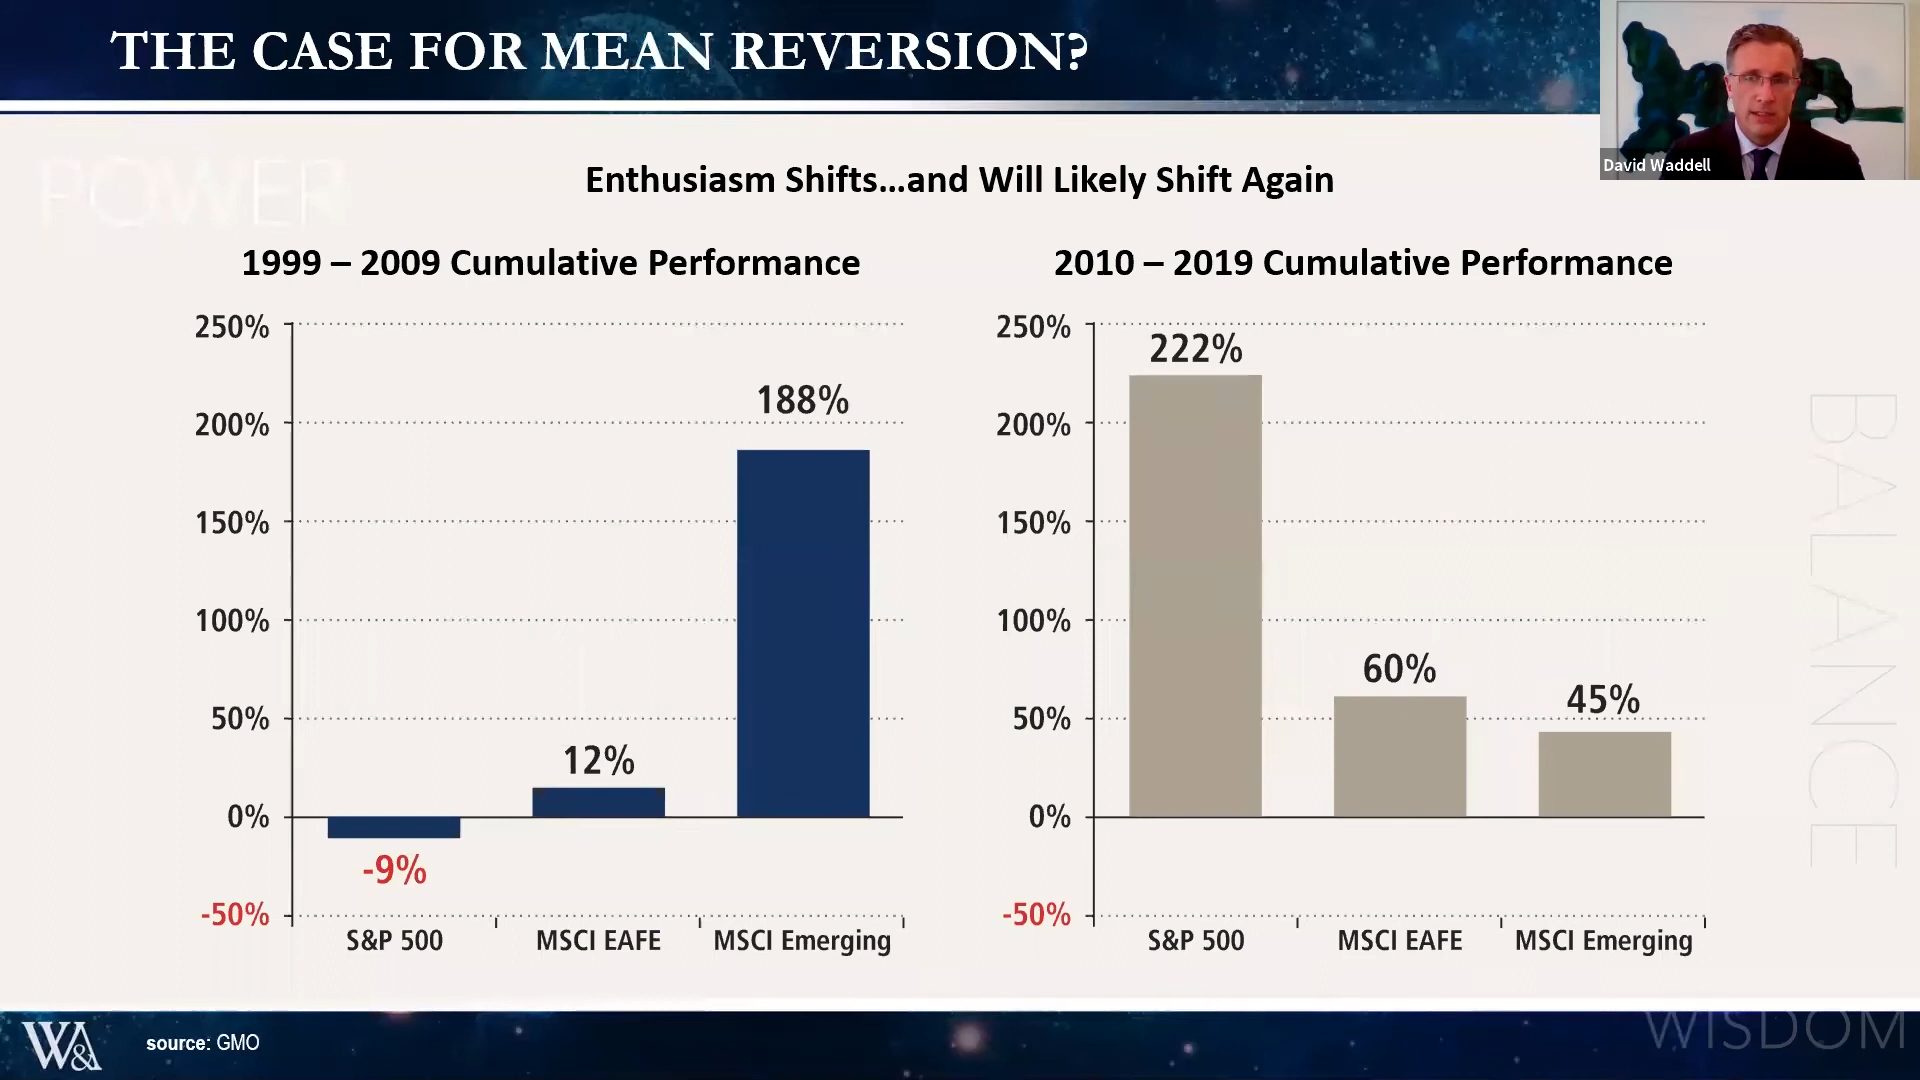 THE CASE FOR MEAN REVERSION?
David Waddell
POWER
Enthusiasm Shifts...and Will Likely Shift Again
1999 – 2009 Cumulative Performance
250%
200%
150%
100%
50%
0%
-50%
-9%
12%
188%
S&P 500
MSCI EAFE
MSCI Emerging
2010 – 2019 Cumulative Performance
250%
200%
150%
100%
50%
0%
-50%
222%
60%
45%
S&P 500
MSCI EAFE
MSCI Emerging
BALANCE
W&A
source: GMO
WISDOM